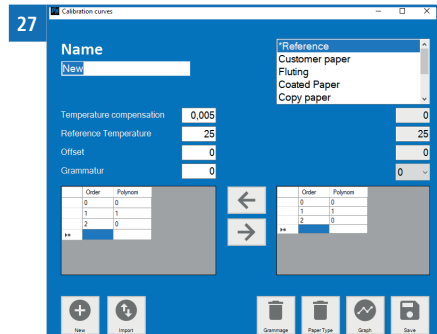 27
Calibration curves
Name
New
*Reference
Customer paper
Fluting
Coated Paper
Copy paper
Temperature compensation 0,005 0
Reference Temperature 25 25
Offset 0 0
Grammatur 0 0
Order Polynom Order Polynom
0 0 0 0
1 1 1 1
2 0 2 0
New Import Grammage Paper Type Graph Save